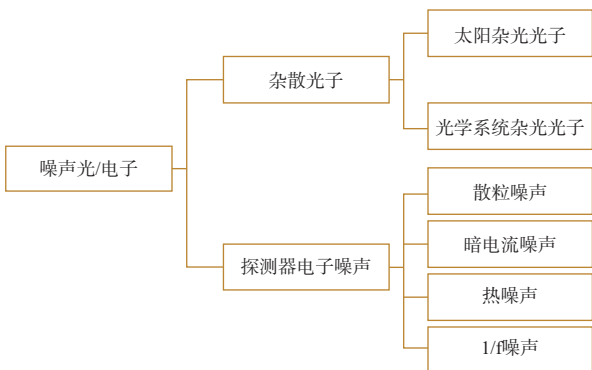 噪声光/电子
杂散光子
太阳杂光光子
光学系统杂光光子
探测器电子噪声
散粒噪声
暗电流噪声
热噪声
1/f噪声